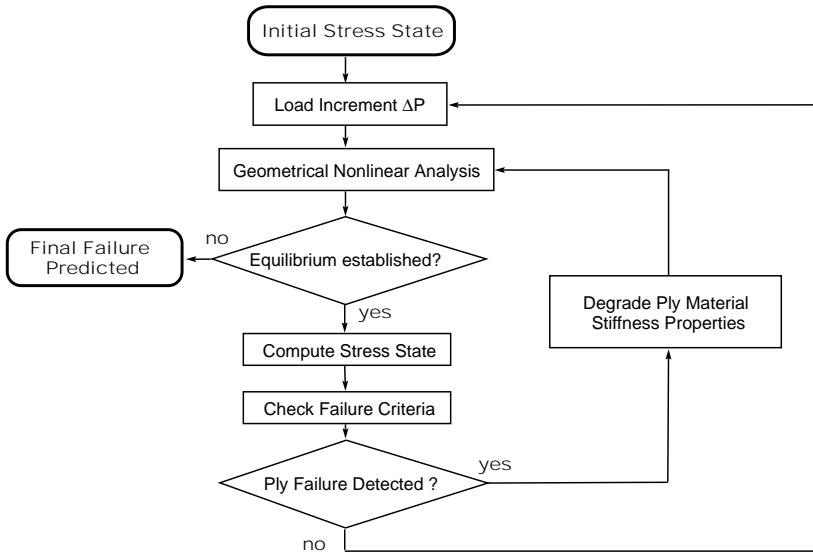 Initial Stress State
Load Increment ΔP
Geometrical Nonlinear Analysis
no
Final Failure
Predicted
Equilibrium established?
yes
Degrade Ply Material
Stiffness Properties
Compute Stress State
Check Failure Criteria
Ply Failure Detected ?
yes
no